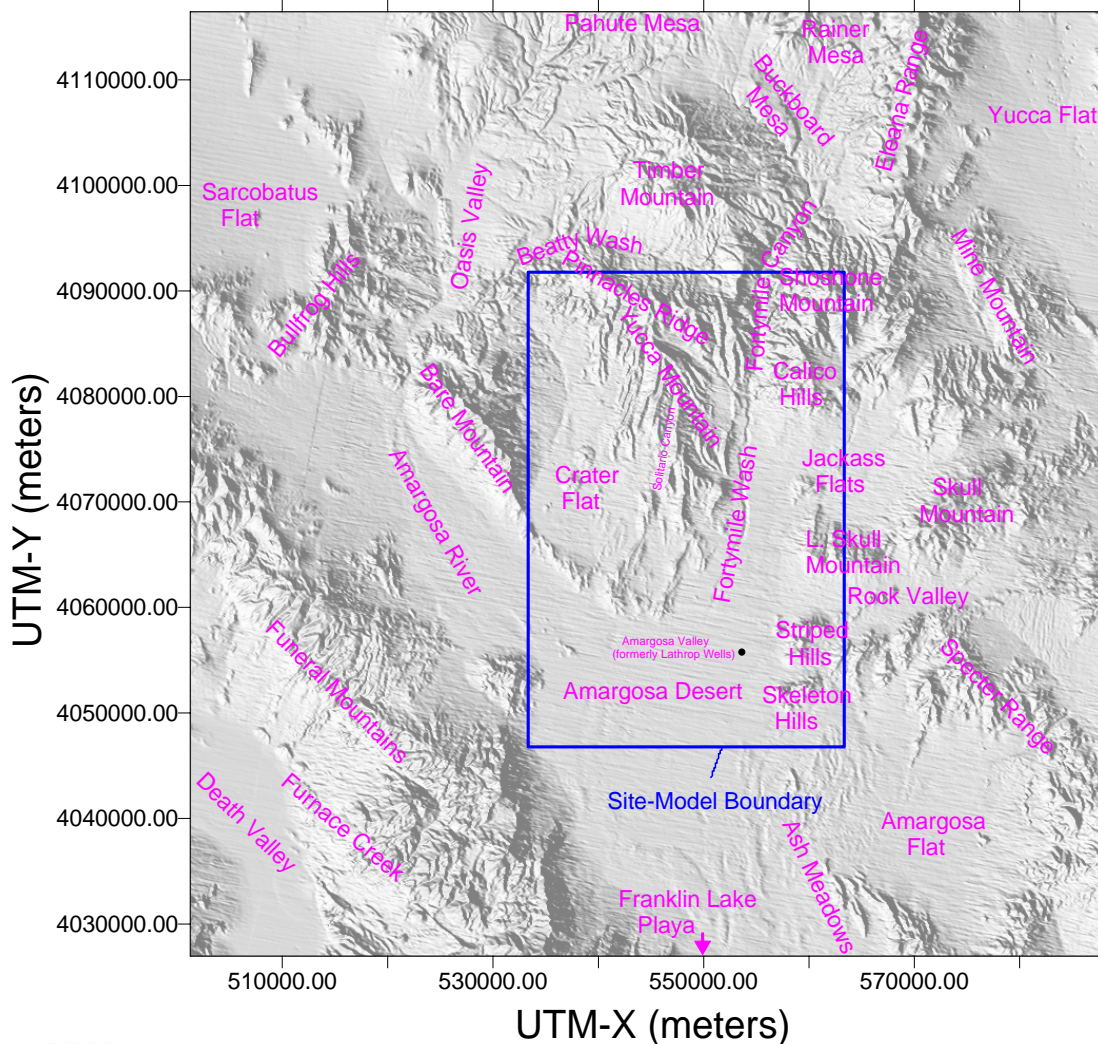 Pahute Mesa
Rainer
Mesa
Buckboard
Mesa
Eleana Range
Yucca Flat
4110000.00
4100000.00
4090000.00
4080000.00
4070000.00
4060000.00
4050000.00
4040000.00
4030000.00
UTM-Y (meters)
Sarcobatus
Flat
Oasis Valley
Timber
Mountain
Beatty Wash
Fortymile Canyon
Bullfrog Hills
Pinnacles Ridge
Shoshone
Mountain
Mine Mountain
Yucca Mountain
Calico
Hills
Bare Mountain
Solitario Canyon
Crater
Flat
Jackass
Flats
Amargosa River
Fortymile Wash
Skull
Mountain
L. Skull
Mountain
Rock Valley
Funeral Mountains
Amargosa Valley
(formerly Lathrop Wells)
Striped
Hills
Specter Range
Amargosa Desert
Skeleton
Hills
Death Valley
Furnace Creek
Site-Model Boundary
Amargosa
Flat
Ash Meadows
Franklin Lake
Playa
510000.00
530000.00
550000.00
570000.00
UTM-X (meters)